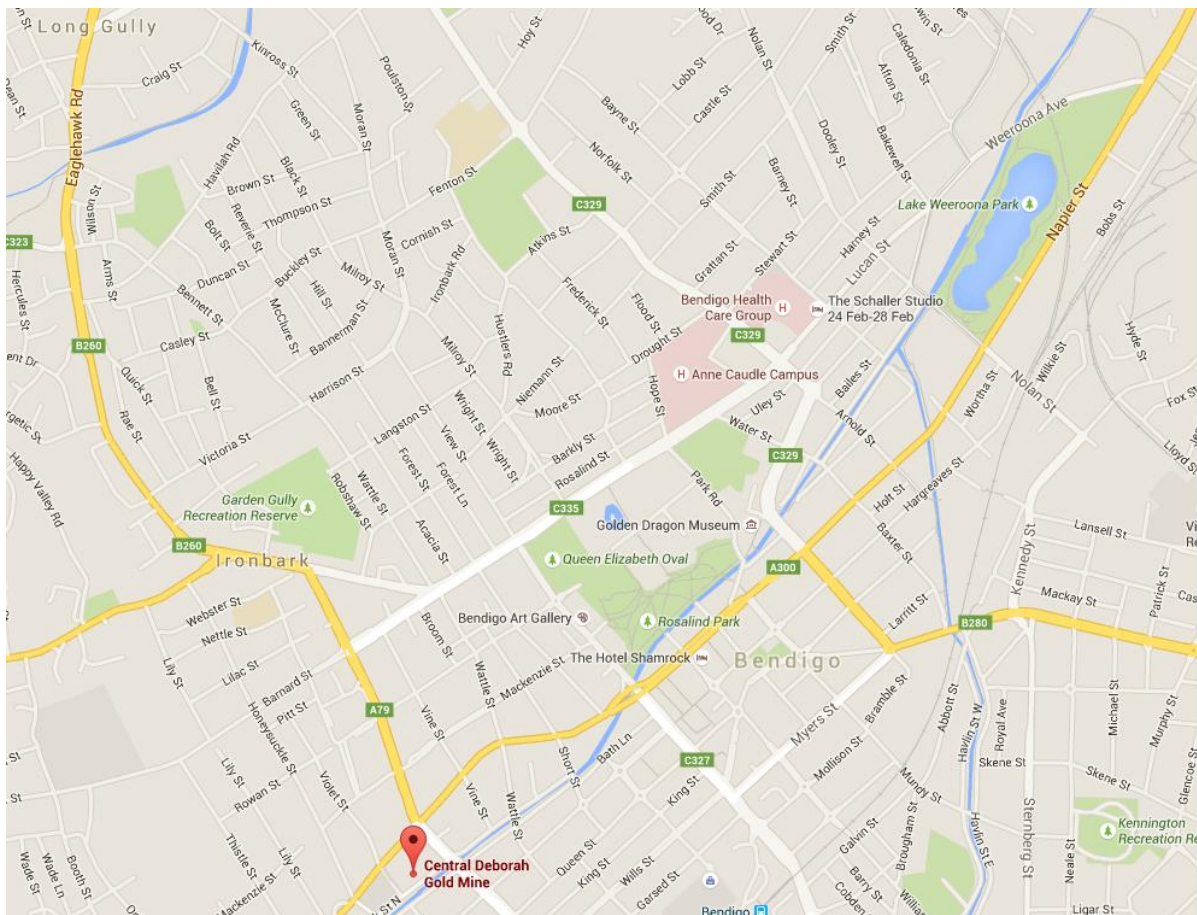 Long Gully
Hoy St
Nolan St
Smith St
Caledonia St
Afton St
Kinross St
Craig St
Poulston St
Lobb St
Castle St
Dean St
Eaglehawk Rd
Green St
Moran St
Bayne St
Dooley St
Bakewell St
Weeroona Ave
Havilah Rd
Norfolk St
Brown St
Black St
Fenton St
Smith St
Barney St
Wilson St
Reverie St
Thompson St
C329
Lake Weeroona Park
Napier St
Bobs St
Bolt St
Cornish St
Atkins St
Harney St
C323
Moran St
Ironbark Rd
Grattan St
Stewart St
Lucan St
Arms St
Duncan St
Buckley St
Milroy St
Hercules St
Bennett St
Hill St
Frederick St
Flood St
Bendigo Health
Care Group
The Schaller Studio
24 Feb-28 Feb
McClure St
Bannerman St
Hustlers Rd
Drought St
C329
Hyde St
B260
Casley St
Milroy St
Niemann St
Anne Caudle Campus
Bailes St
Wilkie St
Quick St
Bell St
Harrison St
Moore St
Hope St
Uley St
Nolan St
Wortha St
Fox St
Rae St
Langston St
Wright St
Water St
Arnold St
Victoria St
View St
Wright St
Barkly St
C329
Lloyd St
Happy Valley Rd
Forest St
Forest Ln
Rosalind St
Park Rd
Holt St
Hargreaves St
Garden Gully
Recreation Reserve
Robshaw St
Wattle St
C335
Golden Dragon Museum
Baxter St
Lansell St
B260
Acacia St
Kennedy St
Ironbark
Queen Elizabeth Oval
A300
Mackay St
Patrick St
Webster St
Bendigo Art Gallery
Rosalind Park
Larritt St
B280
Nettle St
Broom St
The Hotel Shamrock
Bendigo
Lily St
Lilac St
Wattle St
Mackenzie St
Barnard St
A79
Bramble St
Abbott St
Havlin St W
Royal Ave
Michael St
Murphy St
Pitt St
Honeysuckle St
Vine St
Myers St
Short St
Bath Ln
Mollison St
Lily St
Violet St
C327
Skene St
Skene St
Rowan St
Vine St
Wattle St
King St
Mundy St
Glencoe St
Sternberg St
Thistle St
Lily St
Central Deborah
Gold Mine
Queen St
Galvin St
Brougham St
Havlin St E
Kennington
Recreation Re
Neale St
Wade St
Wade Ln
Booth St
Mackenzie St
King St
Wills St
Garsed St
Barry St
Cobden
Ligar St
Bendigo